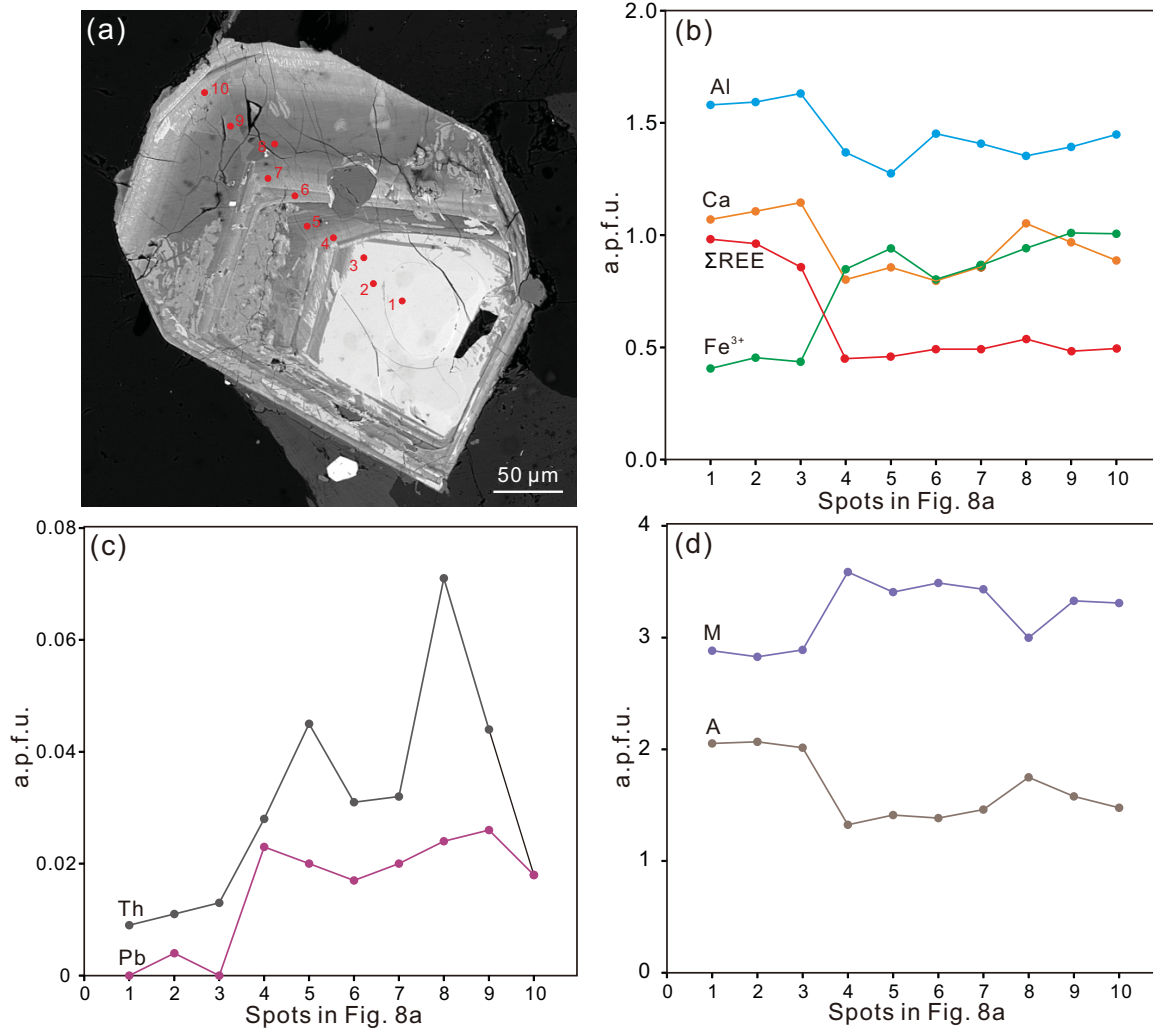 (a)
10
9
8
7
6
5
4
3
2
1
50 µm
(b)
2.0
1.5
1.0
0.5
0.0
a.p.f.u.
Al
Ca
ΣREE
Fe³⁺
1 2 3 4 5 6 7 8 9 10
Spots in Fig. 8a
(c)
0.08
0.06
0.04
0.02
0
a.p.f.u.
Th
Pb
0 1 2 3 4 5 6 7 8 9 10
Spots in Fig. 8a
(d)
4
3
2
1
0
a.p.f.u.
M
A
0 1 2 3 4 5 6 7 8 9 10
Spots in Fig. 8a